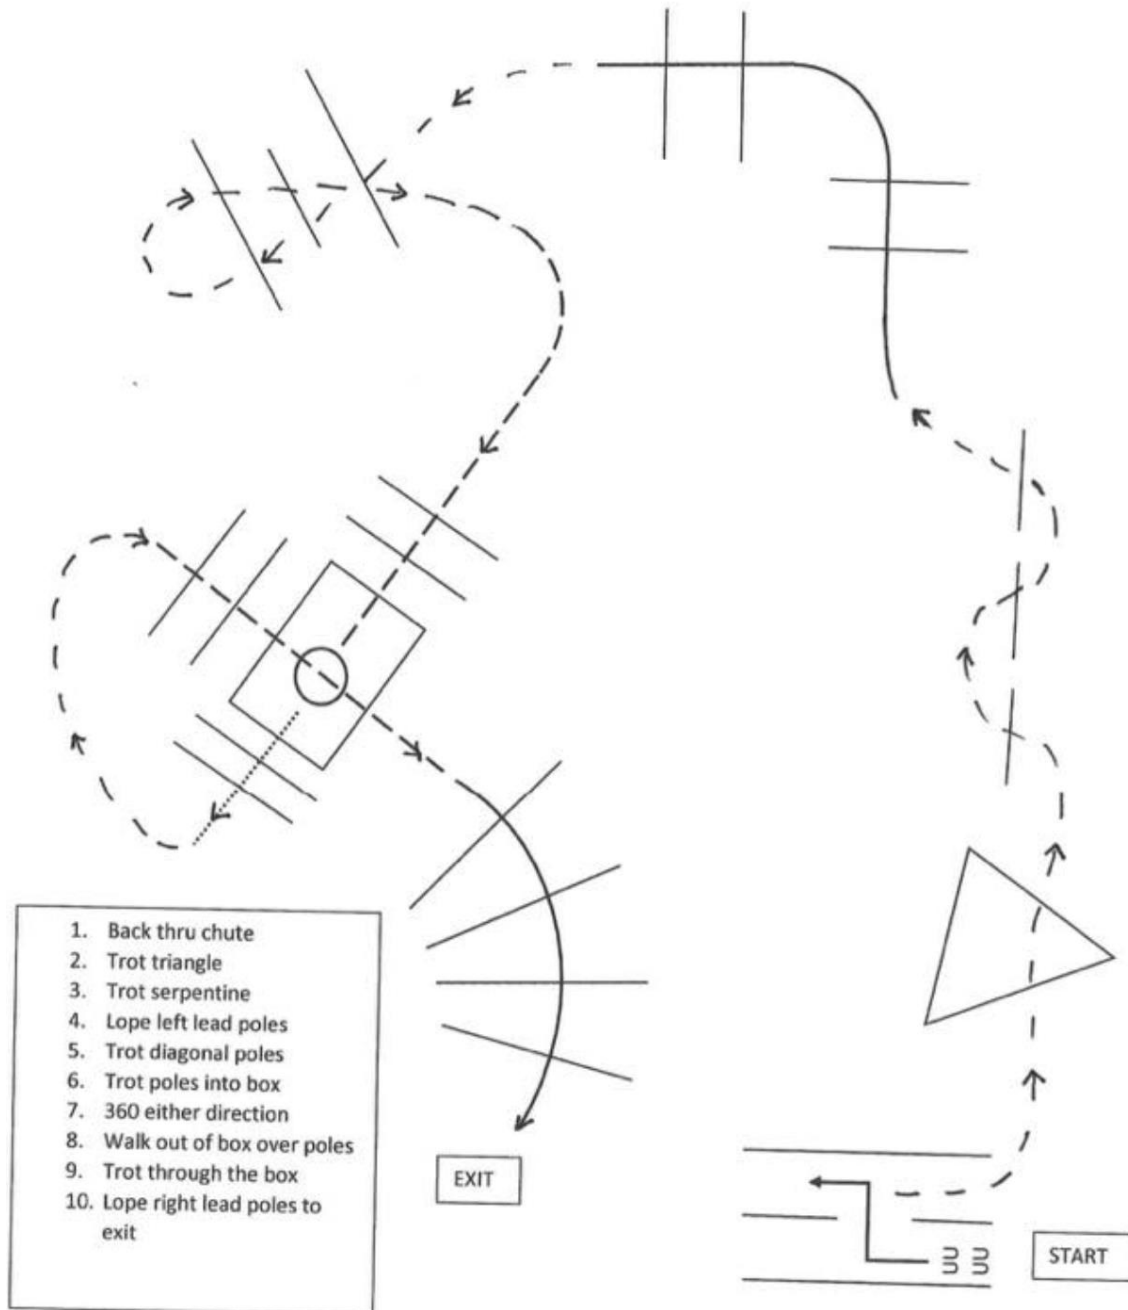 1. Back thru chute
2. Trot triangle
3. Trot serpentine
4. Lope left lead poles
5. Trot diagonal poles
6. Trot poles into box
7. 360 either direction
8. Walk out of box over poles
9. Trot through the box
10. Lope right lead poles to
exit
EXIT
START